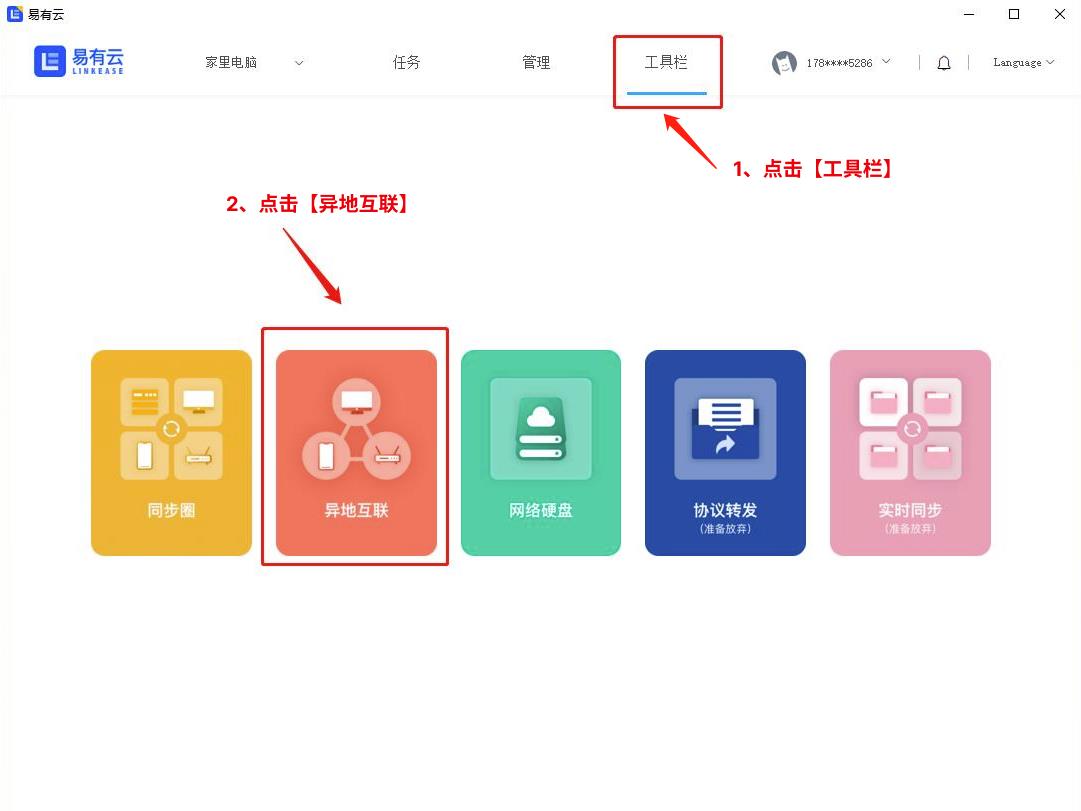 易有云
易有云
LINKEASE
家里电脑
任务
管理
工具栏
178****5286
Language
1、点击【工具栏】
2、点击【异地互联】
同步圈
异地互联
网络硬盘
协议转发
(准备放弃)
实时同步
(准备放弃)